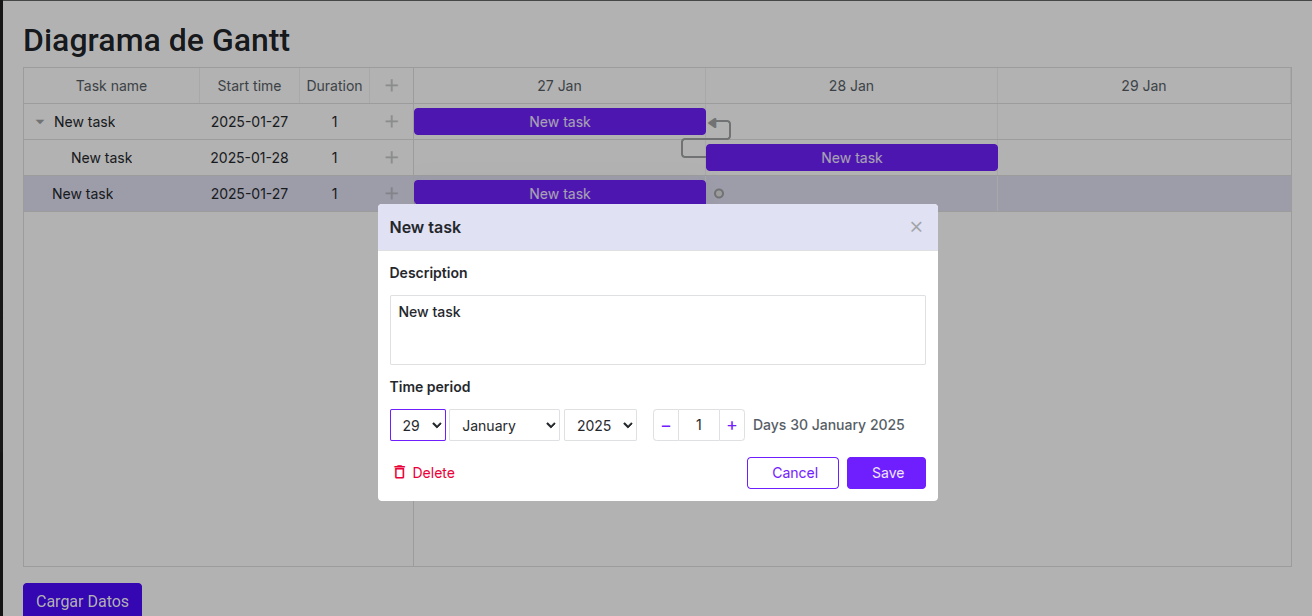 Diagrama de Gantt
Task name Start time Duration + 27 Jan 28 Jan 29 Jan
New task 2025-01-27 1 + New task
New task 2025-01-28 1 + New task
New task 2025-01-27 1 + New task
New task ×
Description
New task
Time period
29 January 2025 − 1 + Days 30 January 2025
Delete Cancel Save
Cargar Datos